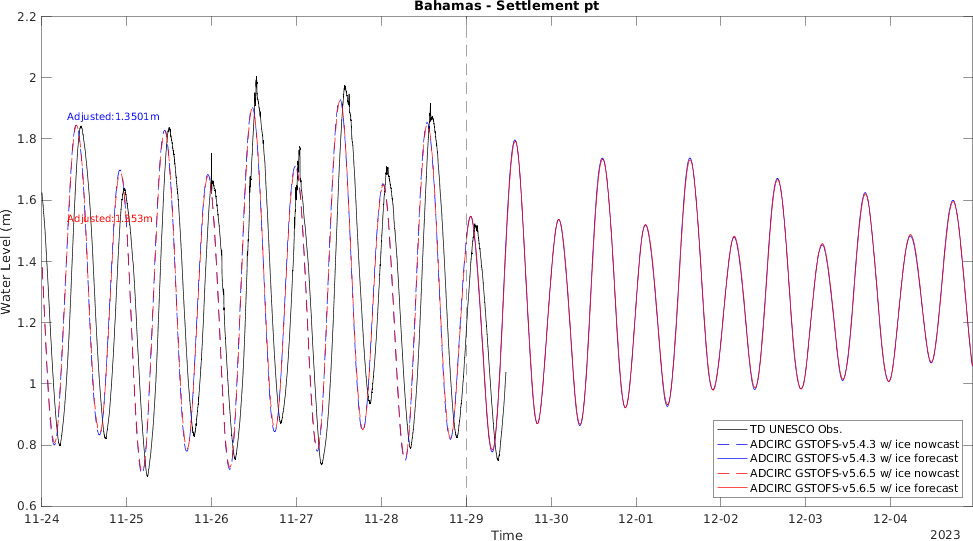 Bahamas - Settlement pt
2.2
2
1.8
1.6
1.4
1.2
1
0.8
0.6
Water Level (m)
Adjusted:1.3501m
Adjusted:1.353m
TD UNESCO Obs.
ADCIRC GSTOFS-v5.4.3 w/ ice nowcast
ADCIRC GSTOFS-v5.4.3 w/ ice forecast
ADCIRC GSTOFS-v5.6.5 w/ ice nowcast
ADCIRC GSTOFS-v5.6.5 w/ ice forecast
11-24 11-25 11-26 11-27 11-28 11-29 11-30 12-01 12-02 12-03 12-04
Time
2023